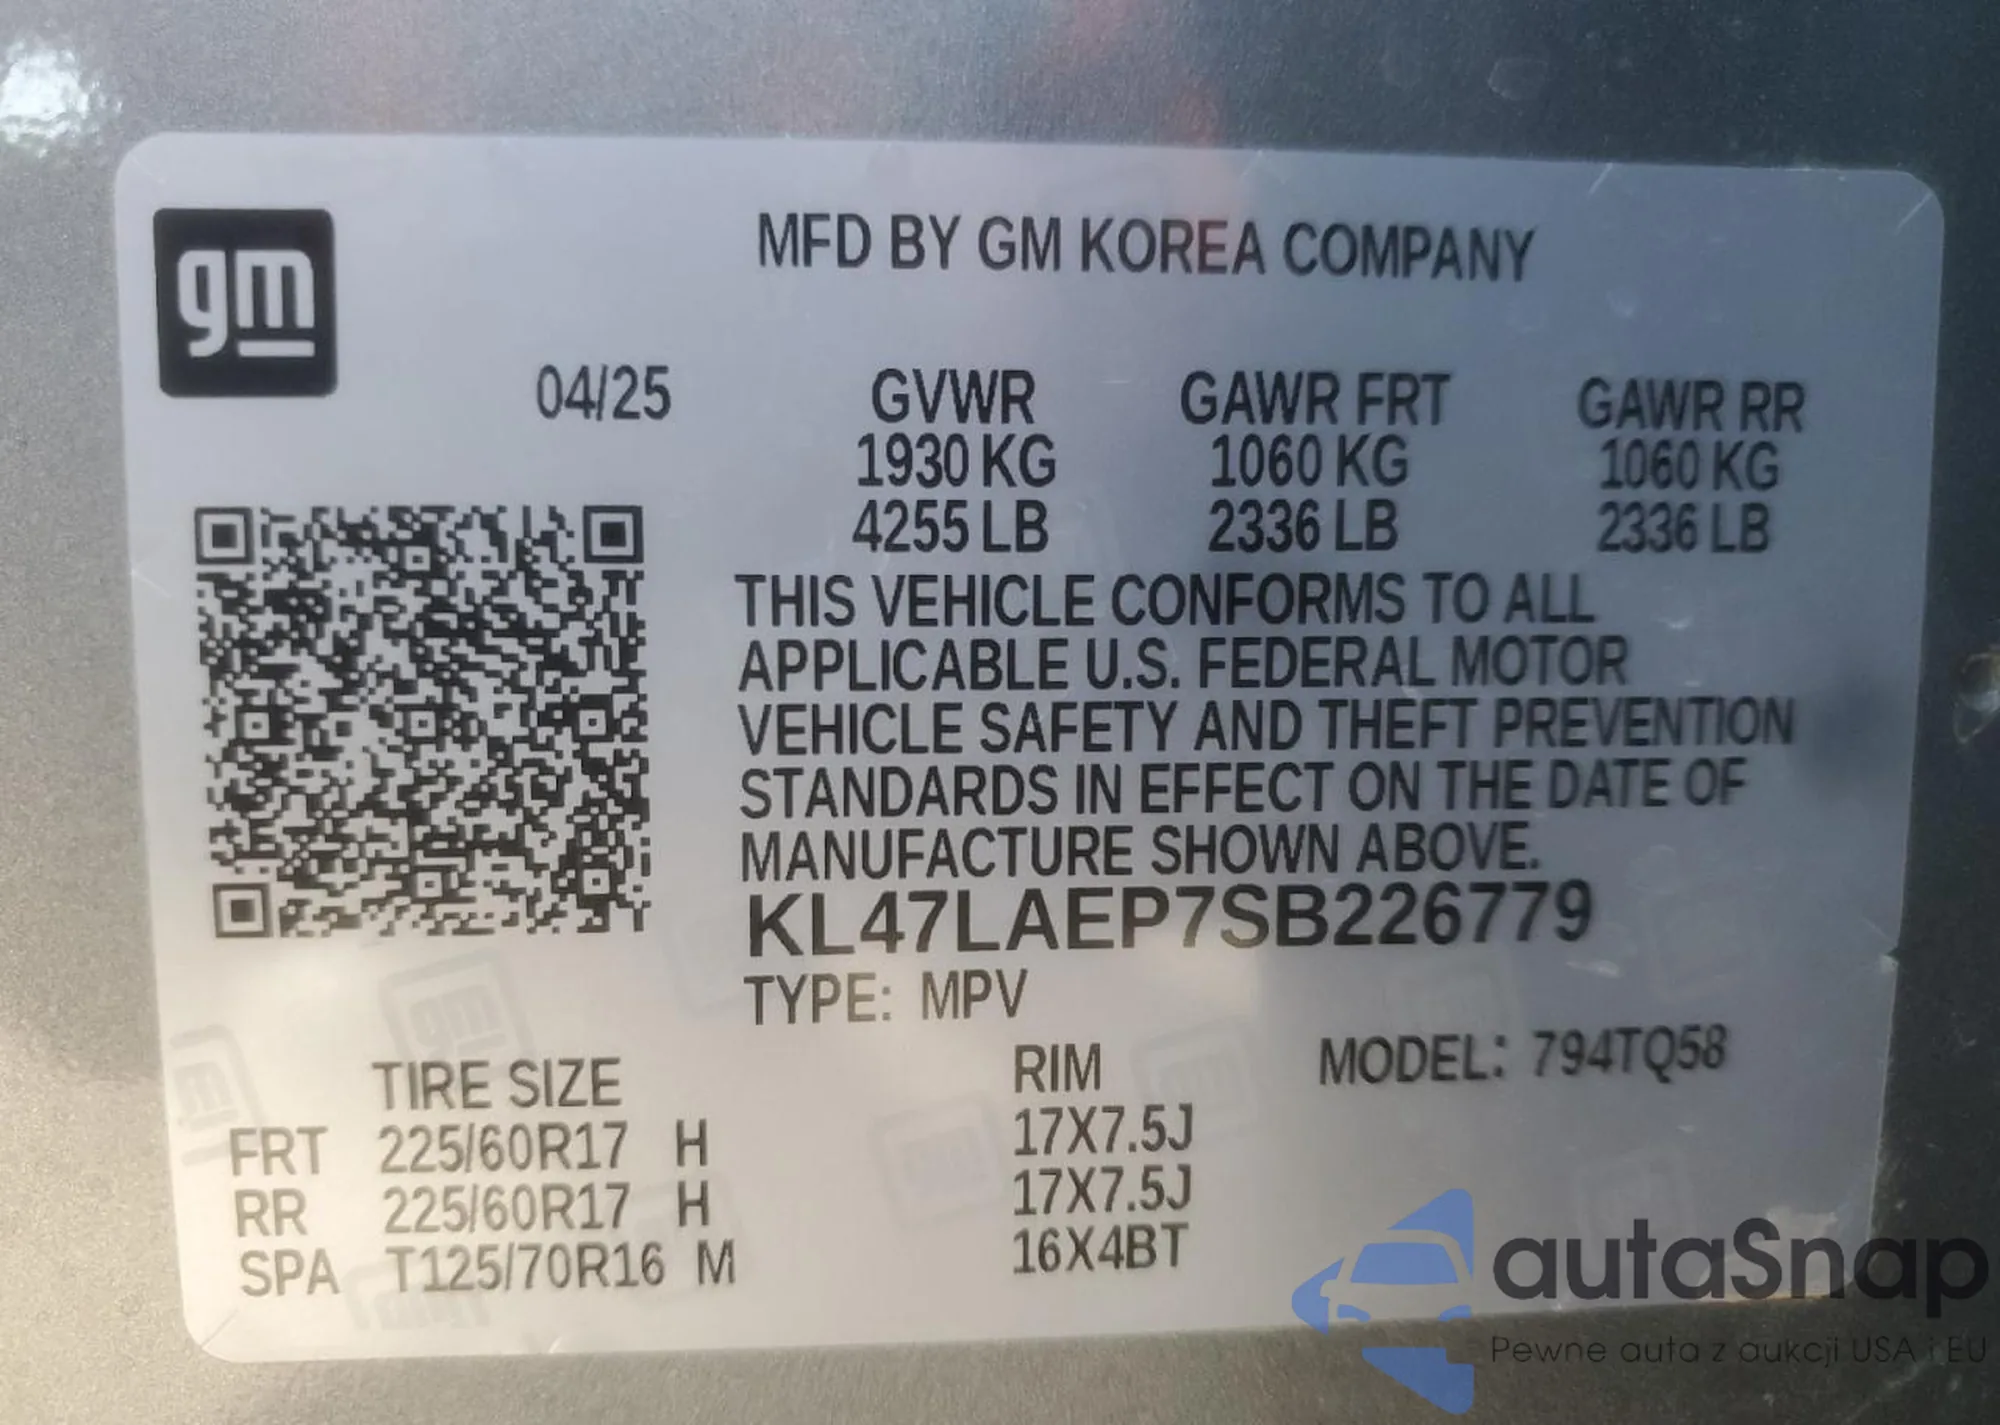 gm
MFD BY GM KOREA COMPANY
04/25
GVWR GAWR FRT GAWR RR
1930 KG 1060 KG 1060 KG
4255 LB 2336 LB 2336 LB
THIS VEHICLE CONFORMS TO ALL
APPLICABLE U.S. FEDERAL MOTOR
VEHICLE SAFETY AND THEFT PREVENTION
STANDARDS IN EFFECT ON THE DATE OF
MANUFACTURE SHOWN ABOVE.
KL47LAEP7SB226779
TYPE: MPV
TIRE SIZE RIM MODEL: 794TQ58
FRT 225/60R17 H 17X7.5J
RR 225/60R17 H 17X7.5J
SPA T125/70R16 M 16X4BT
autaSnap
Pewne auta z aukcji USA i EU